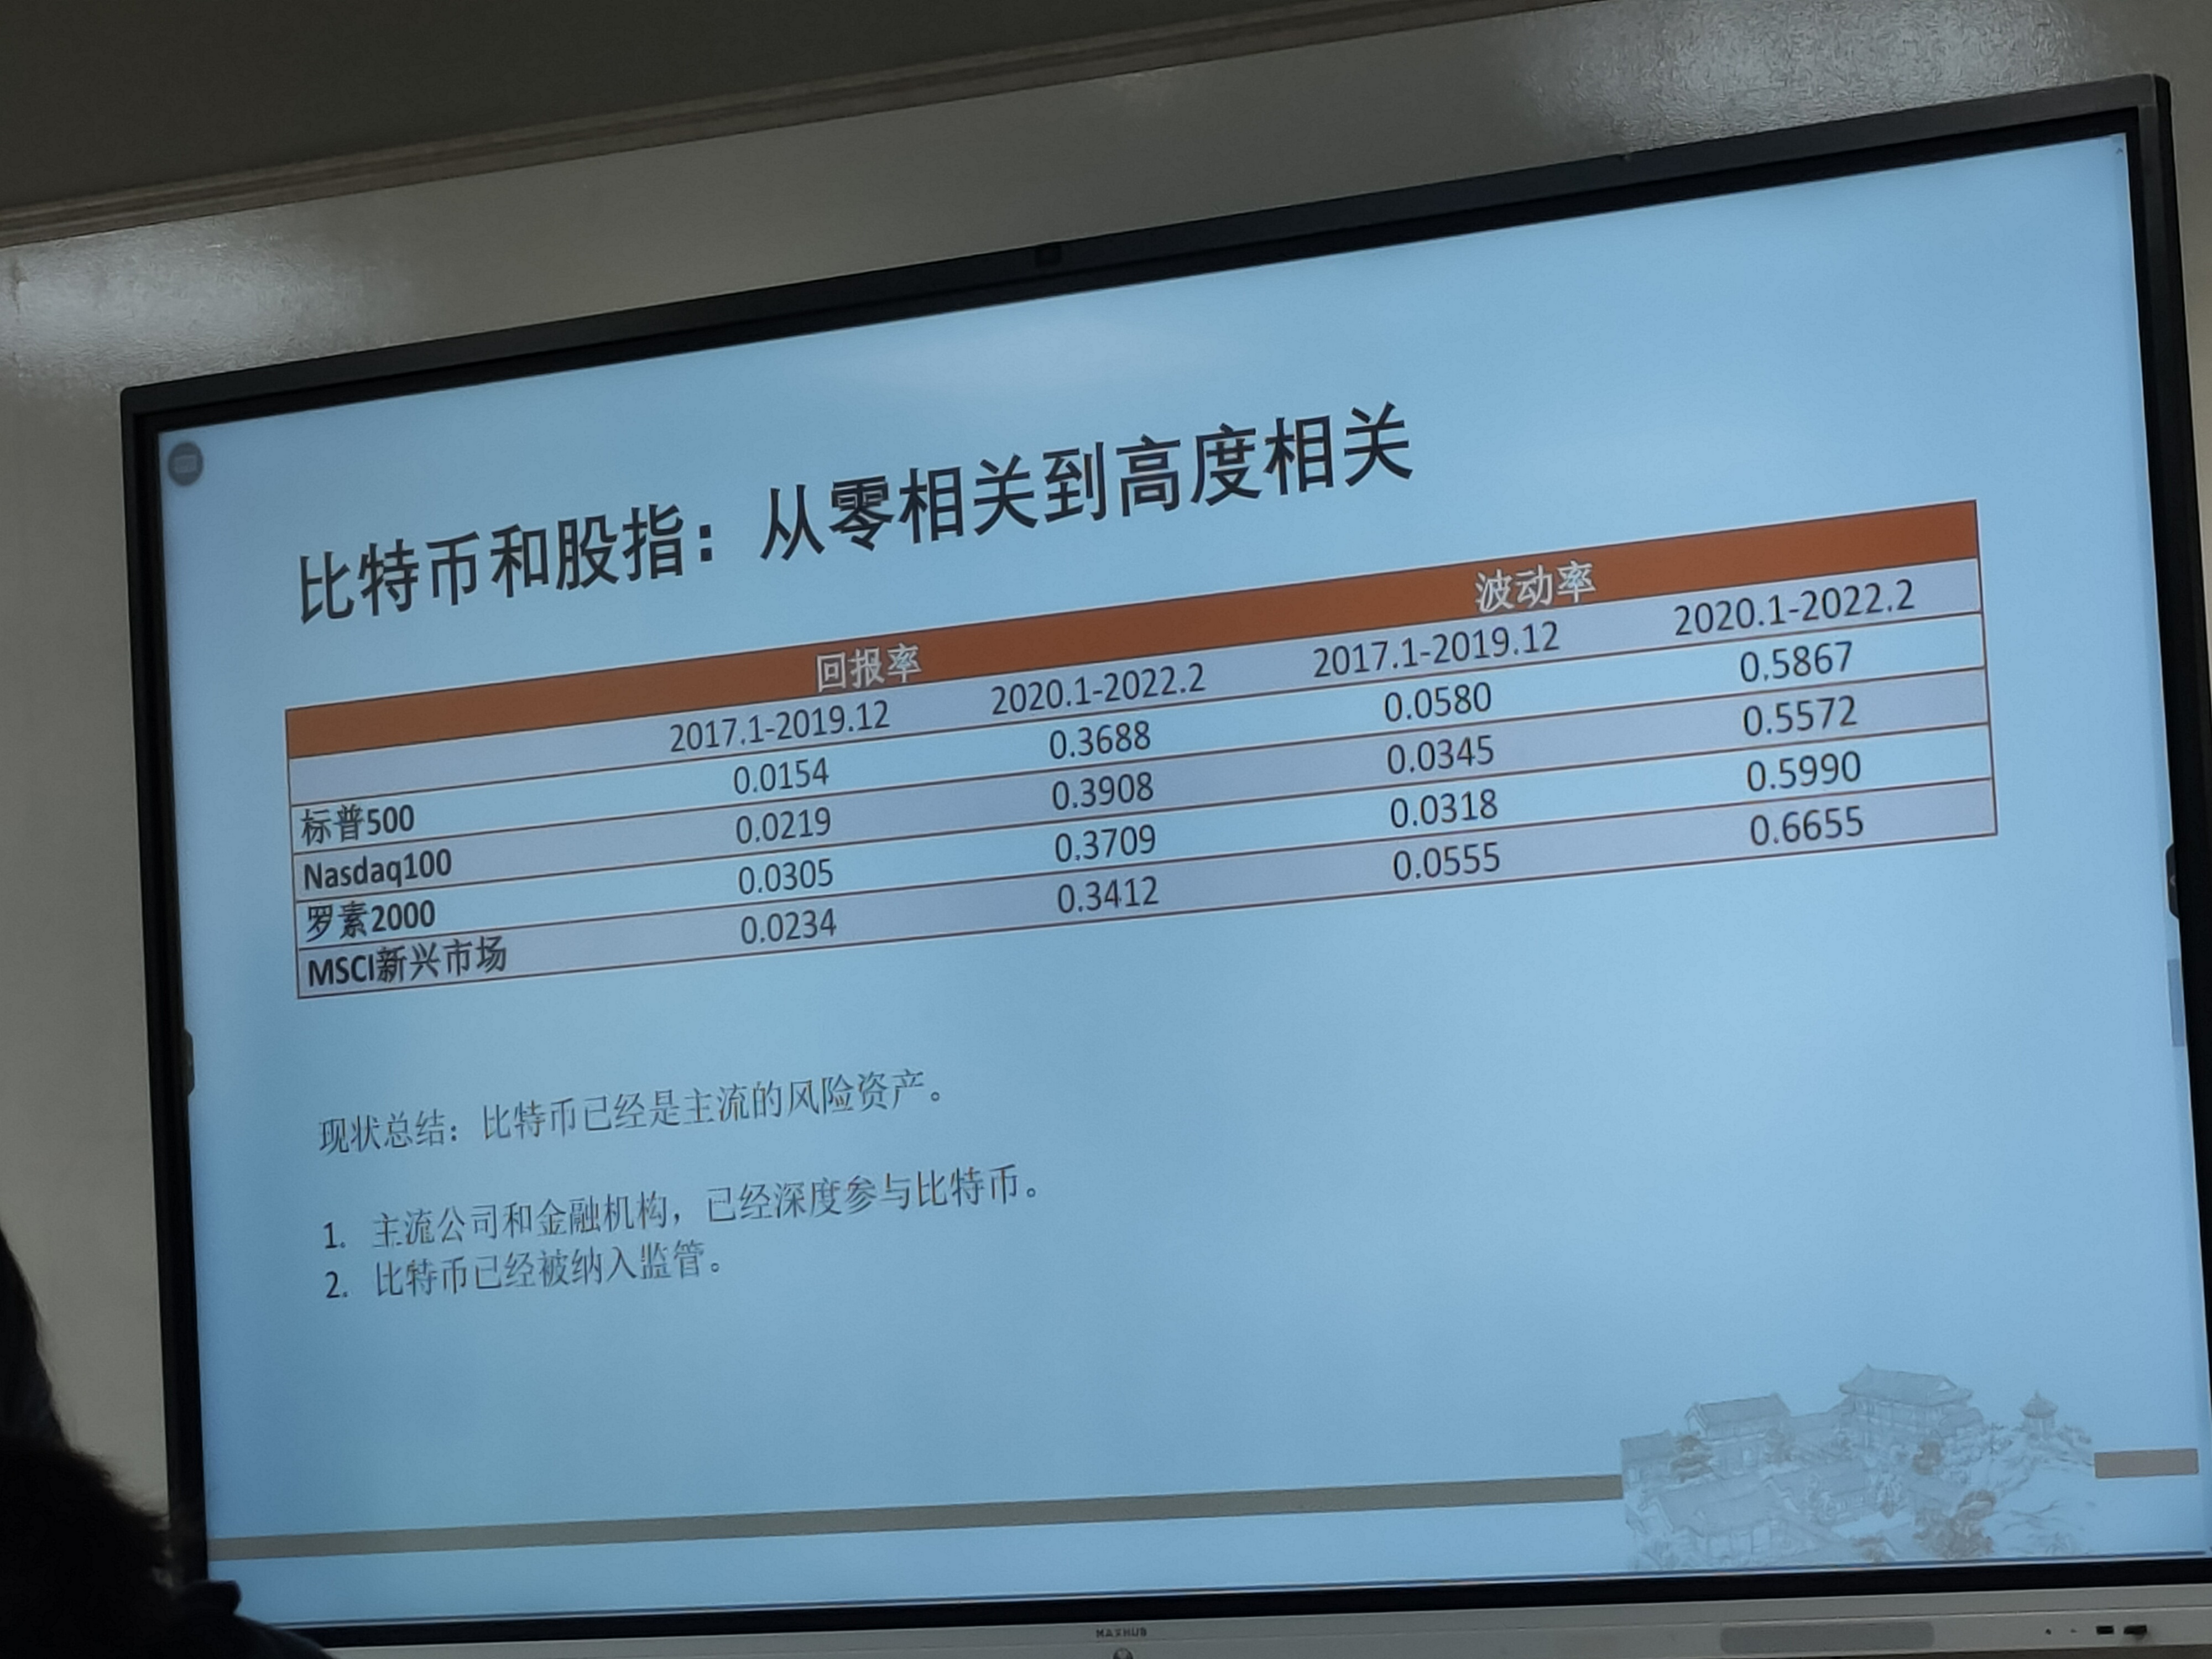 比特币和股指：从零相关到高度相关
回报率 波动率
2017.1-2019.12 2020.1-2022.2 2017.1-2019.12 2020.1-2022.2
标普500 0.0154 0.3688 0.0580 0.5867
Nasdaq100 0.0219 0.3908 0.0345 0.5572
罗素2000 0.0305 0.3709 0.0318 0.5990
MSCI新兴市场 0.0234 0.3412 0.0555 0.6655
现状总结：比特币已经是主流的风险资产。
1. 主流公司和金融机构，已经深度参与比特币。
2. 比特币已经被纳入监管。
MAXHUB